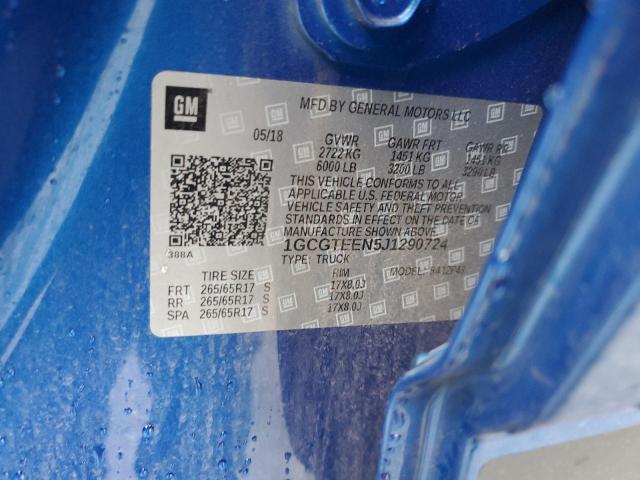 GM
MFD BY GENERAL MOTORS LLC
05/18 GVWR GAWR FRT GAWR RR
2722 KG 1451 KG 1451 KG
6000 LB 3200 LB 3200 LB
THIS VEHICLE CONFORMS TO ALL
APPLICABLE U.S. FEDERAL MOTOR
VEHICLE SAFETY AND THEFT PREVENTION
STANDARDS IN EFFECT ON THE DATE OF
MANUFACTURE SHOWN ABOVE.
388A 1GCGTEEN5J1290724
TYPE: TRUCK MODEL:
TIRE SIZE RIM
FRT 265/65R17 S 17X8.0J
RR 265/65R17 S 17X8.0J
SPA 265/65R17 S 17X8.0J